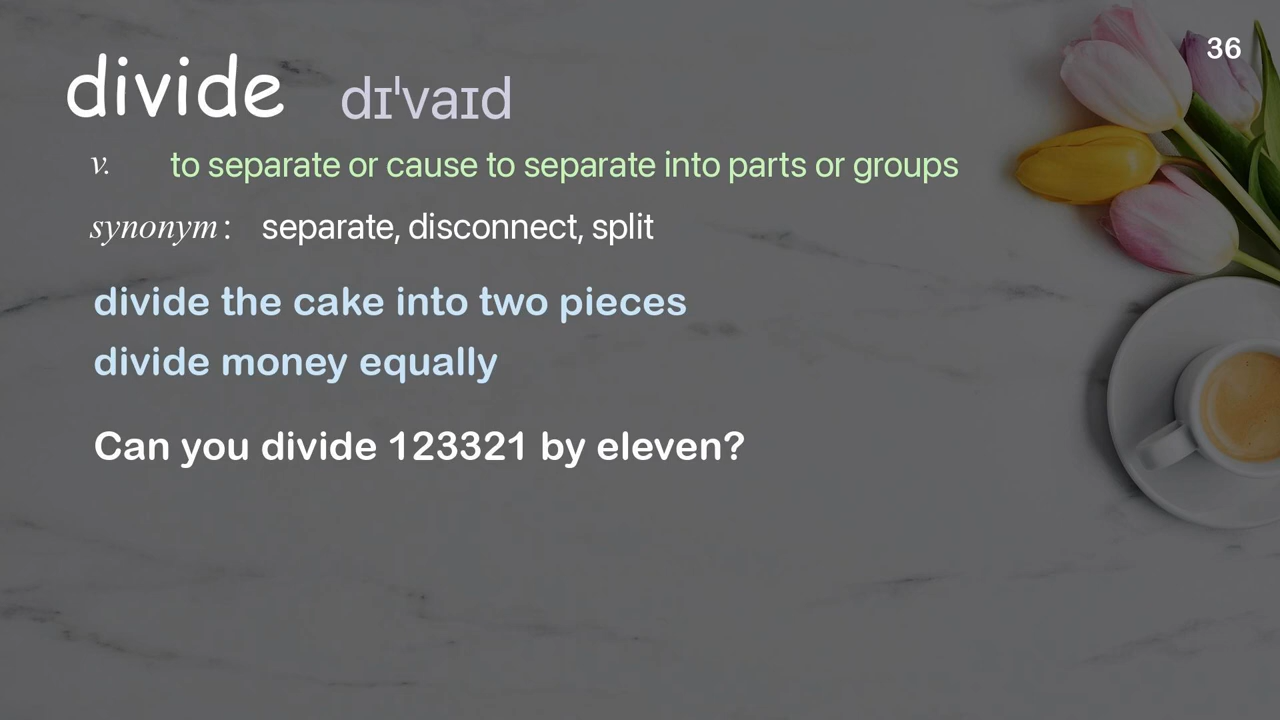 36
divide dɪˈvaɪd
v. to separate or cause to separate into parts or groups
synonym: separate, disconnect, split
divide the cake into two pieces
divide money equally
Can you divide 123321 by eleven?